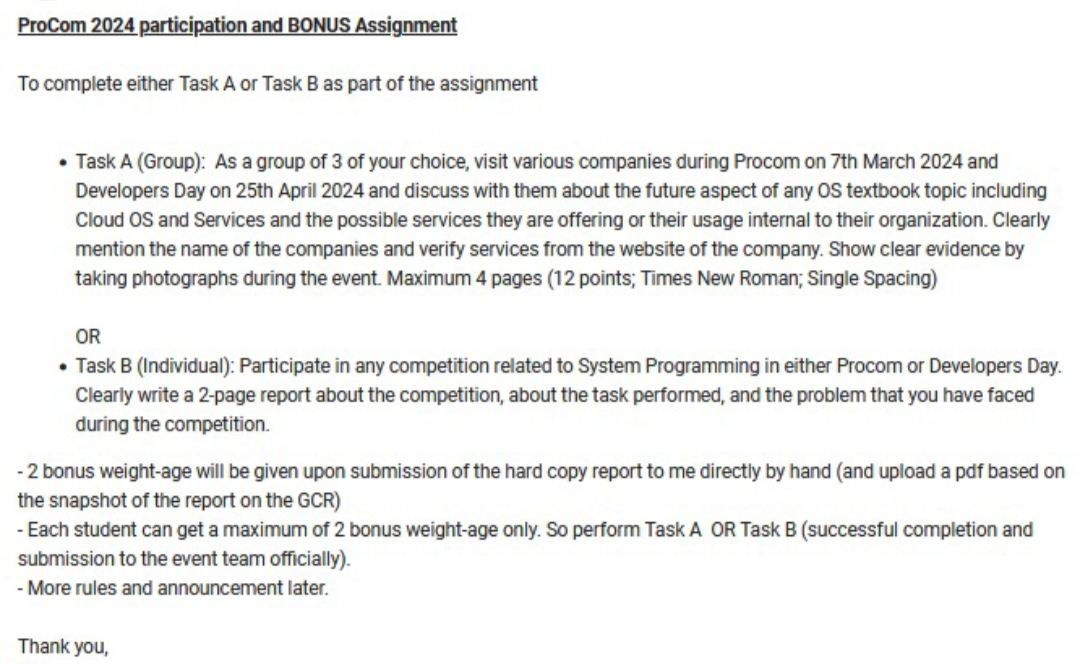 ProCom 2024 participation and BONUS Assignment
To complete either Task A or Task B as part of the assignment
• Task A (Group): As a group of 3 of your choice, visit various companies during Procom on 7th March 2024 and
Developers Day on 25th April 2024 and discuss with them about the future aspect of any OS textbook topic including
Cloud OS and Services and the possible services they are offering or their usage internal to their organization. Clearly
mention the name of the companies and verify services from the website of the company. Show clear evidence by
taking photographs during the event. Maximum 4 pages (12 points; Times New Roman; Single Spacing)
OR
• Task B (Individual): Participate in any competition related to System Programming in either Procom or Developers Day.
Clearly write a 2-page report about the competition, about the task performed, and the problem that you have faced
during the competition.
- 2 bonus weight-age will be given upon submission of the hard copy report to me directly by hand (and upload a pdf based on
the snapshot of the report on the GCR)
- Each student can get a maximum of 2 bonus weight-age only. So perform Task A OR Task B (successful completion and
submission to the event team officially).
- More rules and announcement later.
Thank you,